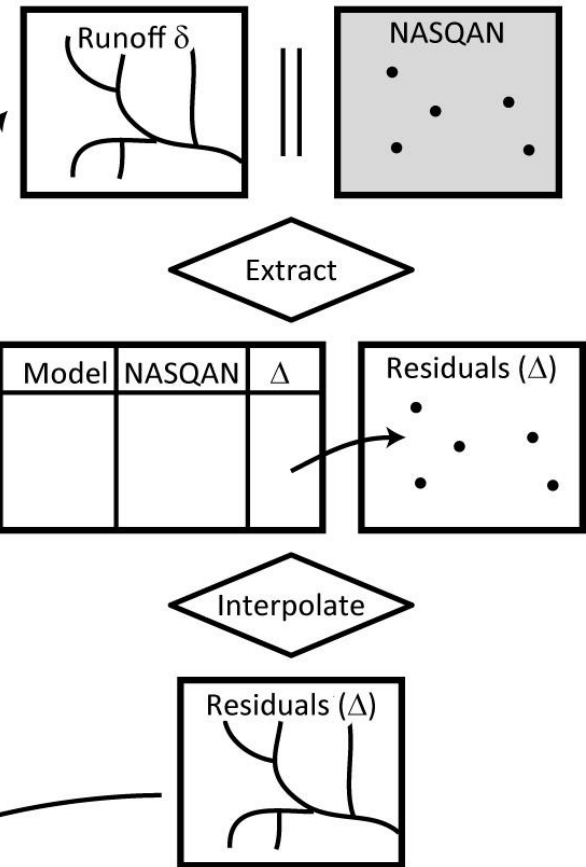 Runoff δ
NASQAN
Extract
Model NASQAN Δ
Residuals (Δ)
Interpolate
Residuals (Δ)